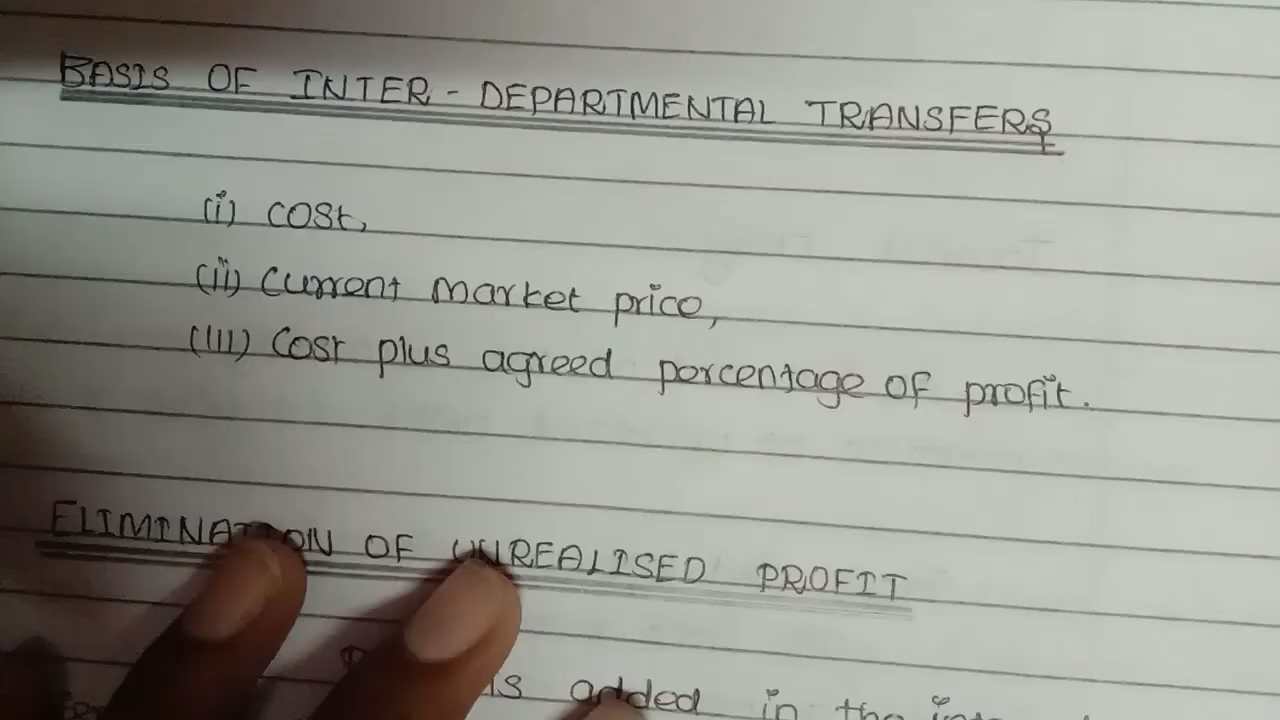 BASIS OF INTER - DEPARTMENTAL TRANSFERS
(i) COSt,
(ii) Current market price,
(III) Cost plus agreed percentage of profit.
ELIMINATION OF UNREALISED PROFIT
is added in the